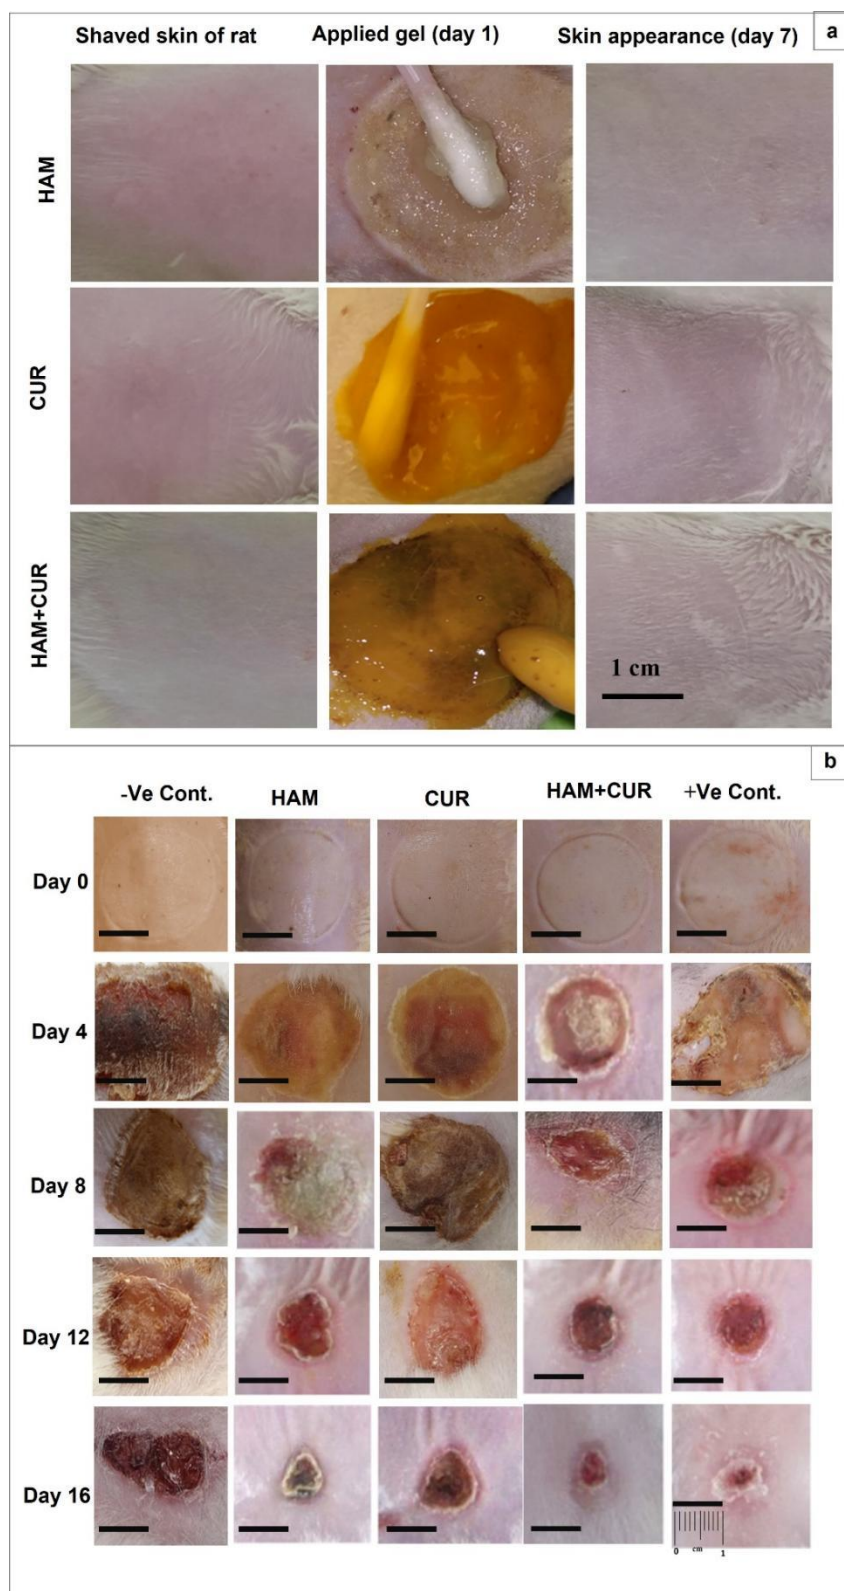 Shaved skin of rat Applied gel (day 1) Skin appearance (day 7) a
HAM
CUR
HAM+CUR
1 cm
b
-Ve Cont. HAM CUR HAM+CUR +Ve Cont.
Day 0
Day 4
Day 8
Day 12
Day 16
0 cm 1